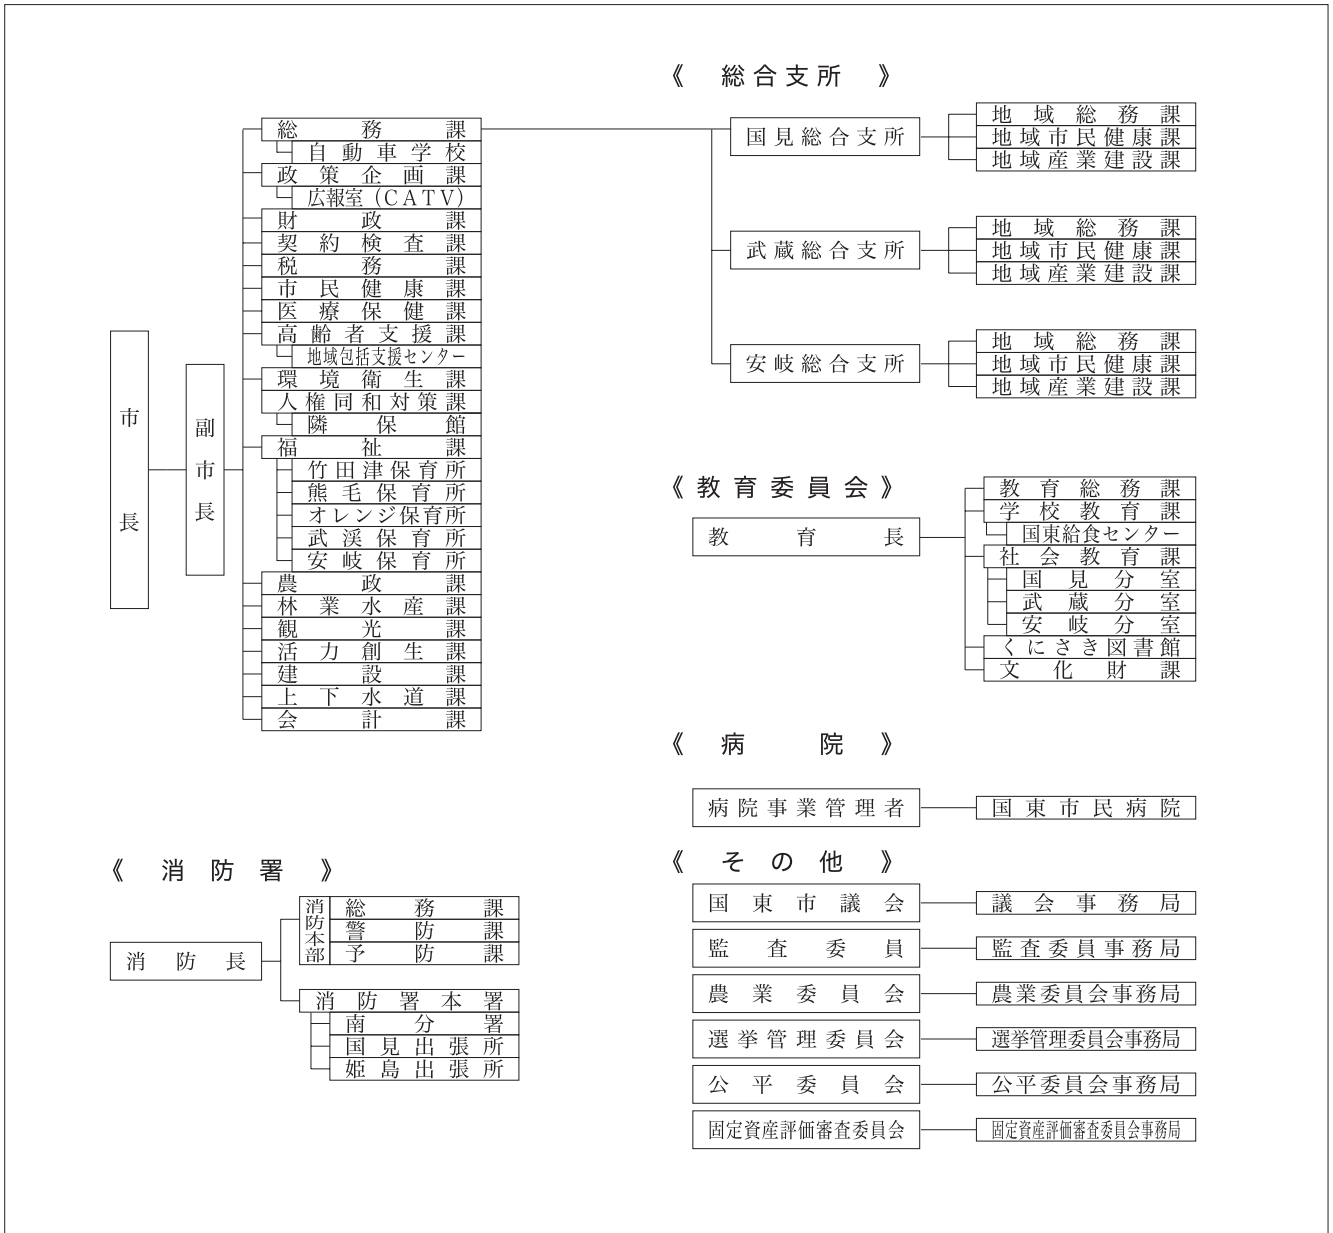 市長
副市長
総務課
自動車学校
政策企画課
広報室（CATV）
財政課
契約検査課
税務課
市民健康課
医療保健課
高齢者支援課
地域包括支援センター
環境衛生課
人権同和対策課
隣保館
福祉課
竹田津保育所
熊毛保育所
オレンジ保育所
武溪保育所
安岐保育所
農政課
林業水産課
観光課
活力創生課
建設課
上下水道課
会計課
《 総合支所 》
国見総合支所
地域総務課
地域市民健康課
地域産業建設課
武蔵総合支所
地域総務課
地域市民健康課
地域産業建設課
安岐総合支所
地域総務課
地域市民健康課
地域産業建設課
《教育委員会》
教育長
教育総務課
学校教育課
国東給食センター
社会教育課
国見分室
武蔵分室
安岐分室
くにさき図書館
文化財課
《 病院 》
病院事業管理者
国東市民病院
《 消防署 》
消防長
消防本部
総務課
警防課
予防課
消防署本署
南分署
国見出張所
姫島出張所
《 その他 》
国東市議会
議会事務局
監査委員
監査委員事務局
農業委員会
農業委員会事務局
選挙管理委員会
選挙管理委員会事務局
公平委員会
公平委員会事務局
固定資産評価審査委員会
固定資産評価審査委員会事務局